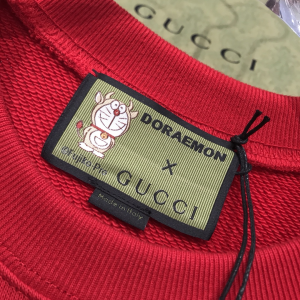 GUCCI
DORAEMON
×
©Fujiko-Pro
GUCCI
Made in Italy